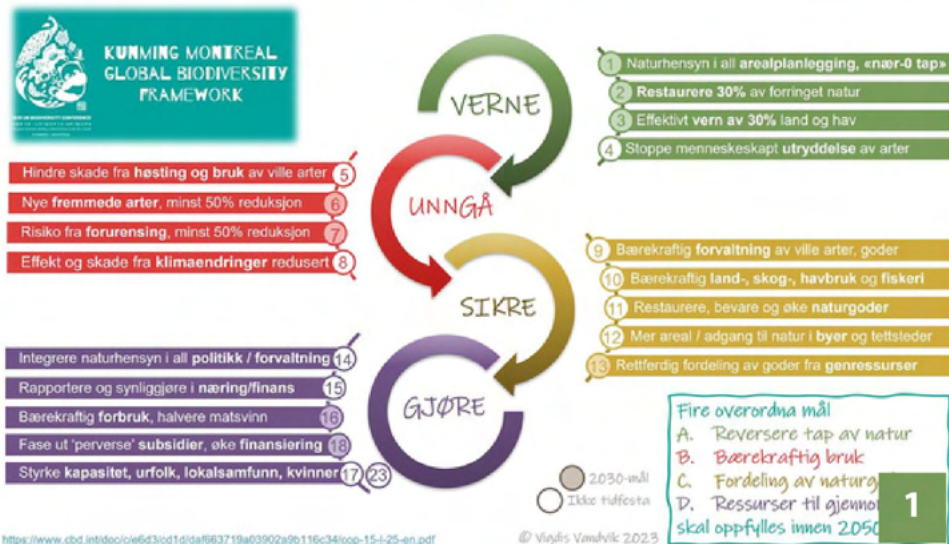 KUNMING MONTREAL
GLOBAL BIODIVERSITY
FRAMEWORK
VERNE
1 Naturhensyn i all arealplanlegging, «nær-0 tap»
2 Restaurere 30% av forringet natur
3 Effektivt vern av 30% land og hav
4 Stoppe menneskeskapt utryddelse av arter
UNNGÅ
Hindre skade fra høsting og bruk av ville arter 5
Nye fremmede arter, minst 50% reduksjon 6
Risiko fra forurensing, minst 50% reduksjon 7
Effekt og skade fra klimaendringer redusert 8
SIKRE
9 Bærekraftig forvaltning av ville arter, goder
10 Bærekraftig land-, skog-, havbruk og fiskeri
11 Restaurere, bevare og øke naturgoder
12 Mer areal / adgang til natur i byer og tettsteder
13 Rettferdig fordeling av goder fra genressurser
GJØRE
Integrere naturhensyn i all politikk / forvaltning 14
Rapportere og synliggjøre i næring/finans 15
Bærekraftig forbruk, halvere matsvinn 16
Fase ut 'perverse' subsidier, øke finansiering 18
Styrke kapasitet, urfolk, lokalsamfunn, kvinner 17 23
Fire overordna mål
A. Reversere tap av natur
B. Bærekraftig bruk
C. Fordeling av
D. Ressurser til
skal oppfylles innen 2050
2030-mål
Ikke tidfesta
© Vigdis Vandvik 2023
1